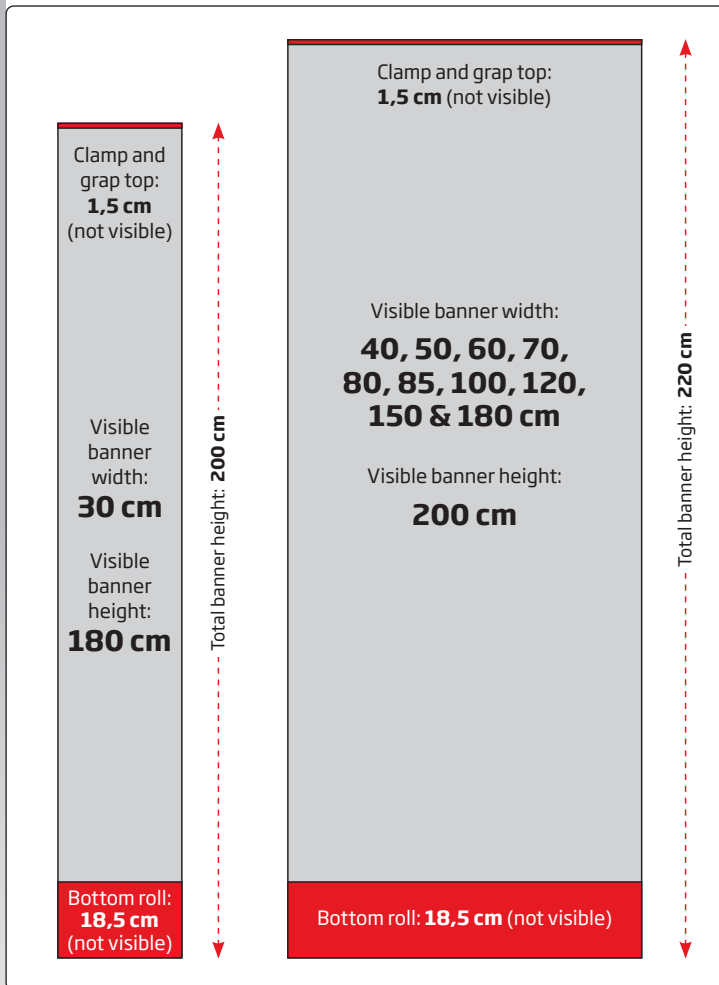 Clamp and
grap top:
1,5 cm
(not visible)
Visible
banner
width:
30 cm
Visible
banner
height:
180 cm
Bottom roll:
18,5 cm
(not visible)
Total banner height: 200 cm
Clamp and grap top:
1,5 cm (not visible)
Visible banner width:
40, 50, 60, 70,
80, 85, 100, 120,
150 & 180 cm
Visible banner height:
200 cm
Bottom roll: 18,5 cm (not visible)
Total banner height: 220 cm